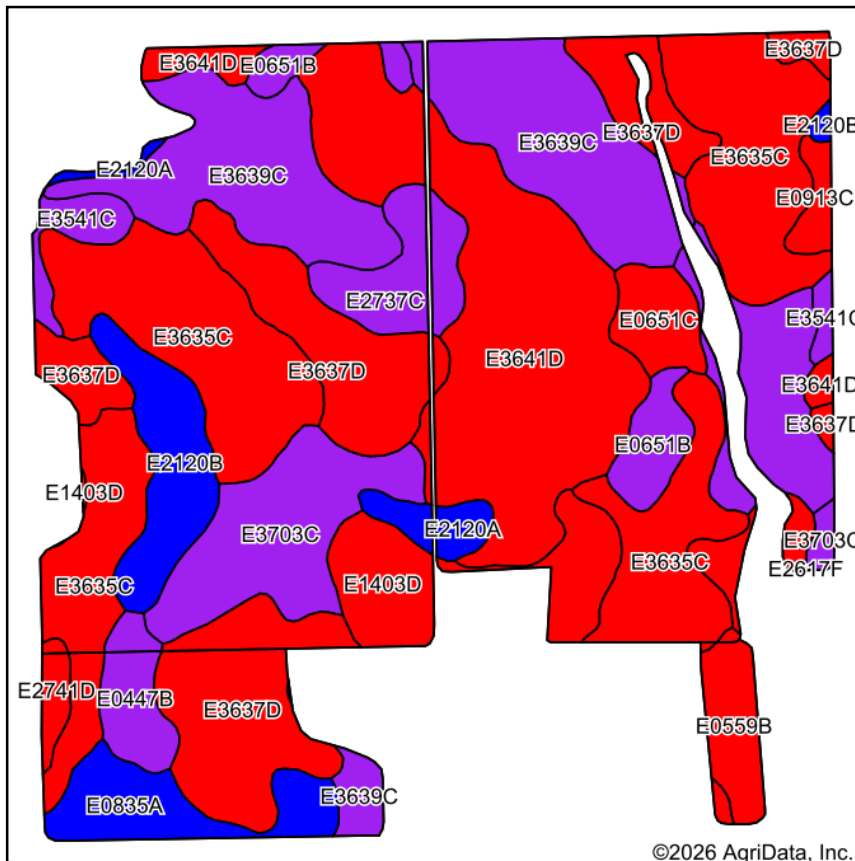 E3641D
E0651B
E3637D
E2120B
E3637D
E3639C
E3635C
E2120A
E3639C
E0913C
E3541C
E2737C
E0651C
E3541C
E3635C
E3641D
E3637D
E3637D
E3641D
E3637D
E0651B
E2120B
E1403D
E2120A
E3703C
E3703C
E3635C
E2617F
E3635C
E1403D
E2741D
E0447B
E3637D
E0559B
E3639C
E0835A
©2026 AgriData, Inc.